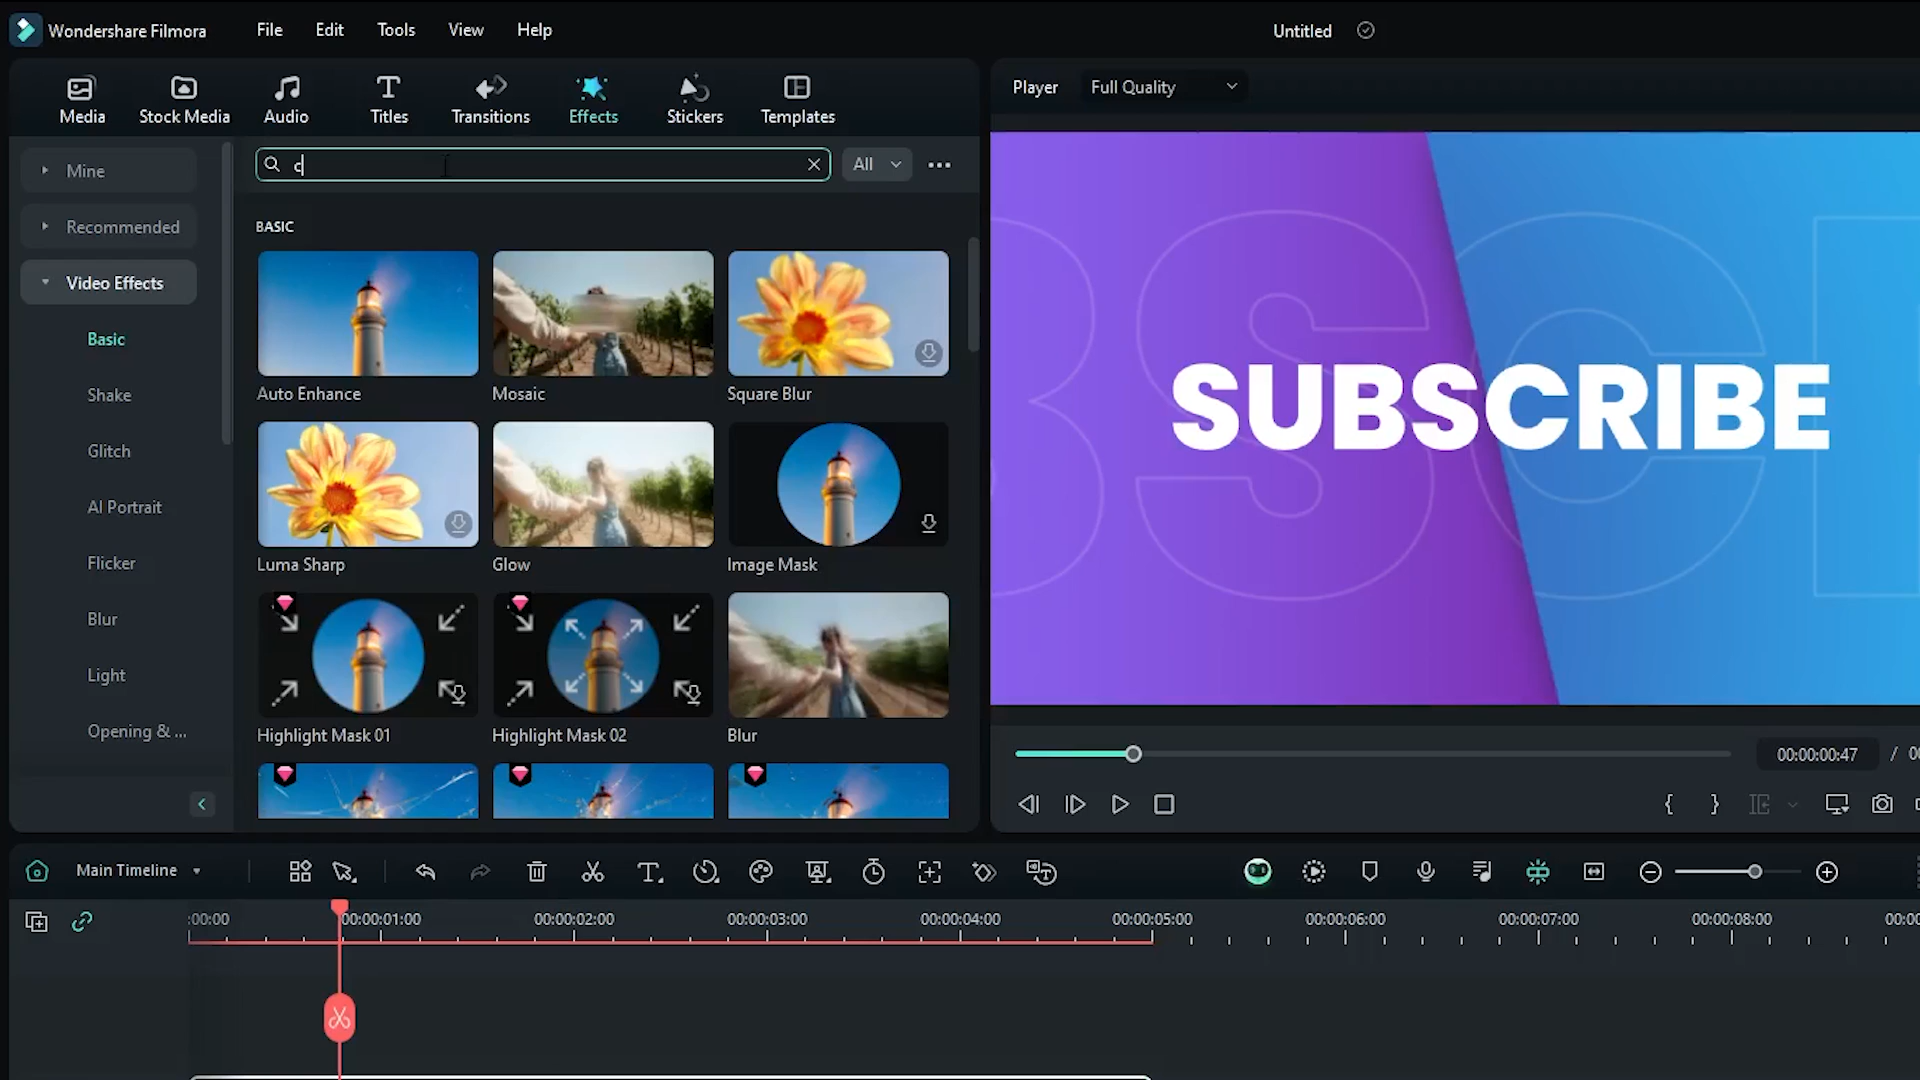 Wondershare Filmora
File
Edit
Tools
View
Help
Untitled
Media
Stock Media
Audio
Titles
Transitions
Effects
Stickers
Templates
Player
Full Quality
Mine
Recommended
Video Effects
Basic
Shake
Glitch
AI Portrait
Flicker
Blur
Light
Opening & ...
c
All
BASIC
Auto Enhance
Mosaic
Square Blur
Luma Sharp
Glow
Image Mask
Highlight Mask 01
Highlight Mask 02
Blur
BSCR
SUBSCRIBE
00:00:00:47
/ 00
Main Timeline
:00:00
00:00:01:00
00:00:02:00
00:00:03:00
00:00:04:00
00:00:05:00
00:00:06:00
00:00:07:00
00:00:08:00
00:00